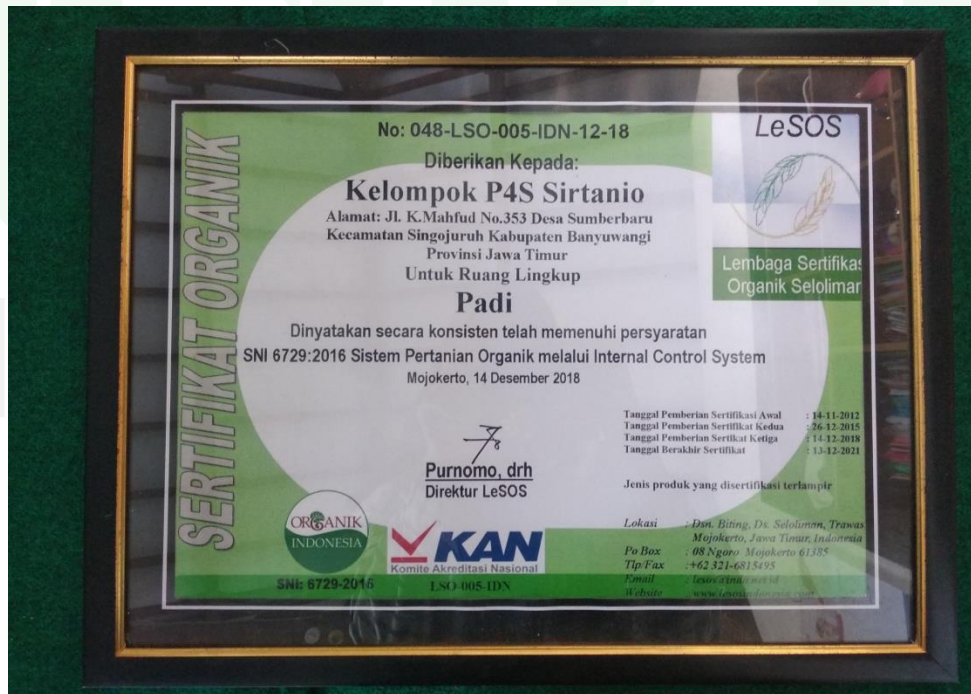 SERTIFIKAT ORGANIK
No: 048-LSO-005-IDN-12-18
Diberikan Kepada:
Kelompok P4S Sirtanio
Alamat: Jl. K.Mahfud No.353 Desa Sumberbaru
Kecamatan Singojuruh Kabupaten Banyuwangi
Provinsi Jawa Timur
Untuk Ruang Lingkup
Padi
Dinyatakan secara konsisten telah memenuhi persyaratan
SNI 6729:2016 Sistem Pertanian Organik melalui Internal Control System
Mojokerto, 14 Desember 2018
LeSOS
Lembaga Sertifikas
Organik Seloliman
Purnomo, drh
Direktur LeSOS
Tanggal Pemberian Sertifikasi Awal : 14-11-2012
Tanggal Pemberian Sertifikat Kedua : 26-12-2015
Tanggal Pemberian Sertikat Ketiga : 14-12-2018
Tanggal Berakhir Sertifikat : 13-12-2021
Jenis produk yang disertifikasi terlampir
Lokasi : Dsn. Biting, Ds. Seloliman, Trawas
Mojokerto, Jawa Timur, Indonesia
Po Box : 08 Ngoro Mojokerto 61385
Tlp/Fax : +62 321-6815495
Email
Website
ORGANIK
INDONESIA
SNI: 6729-2016
KAN
Komite Akreditasi Nasional
LSO-005-IDN